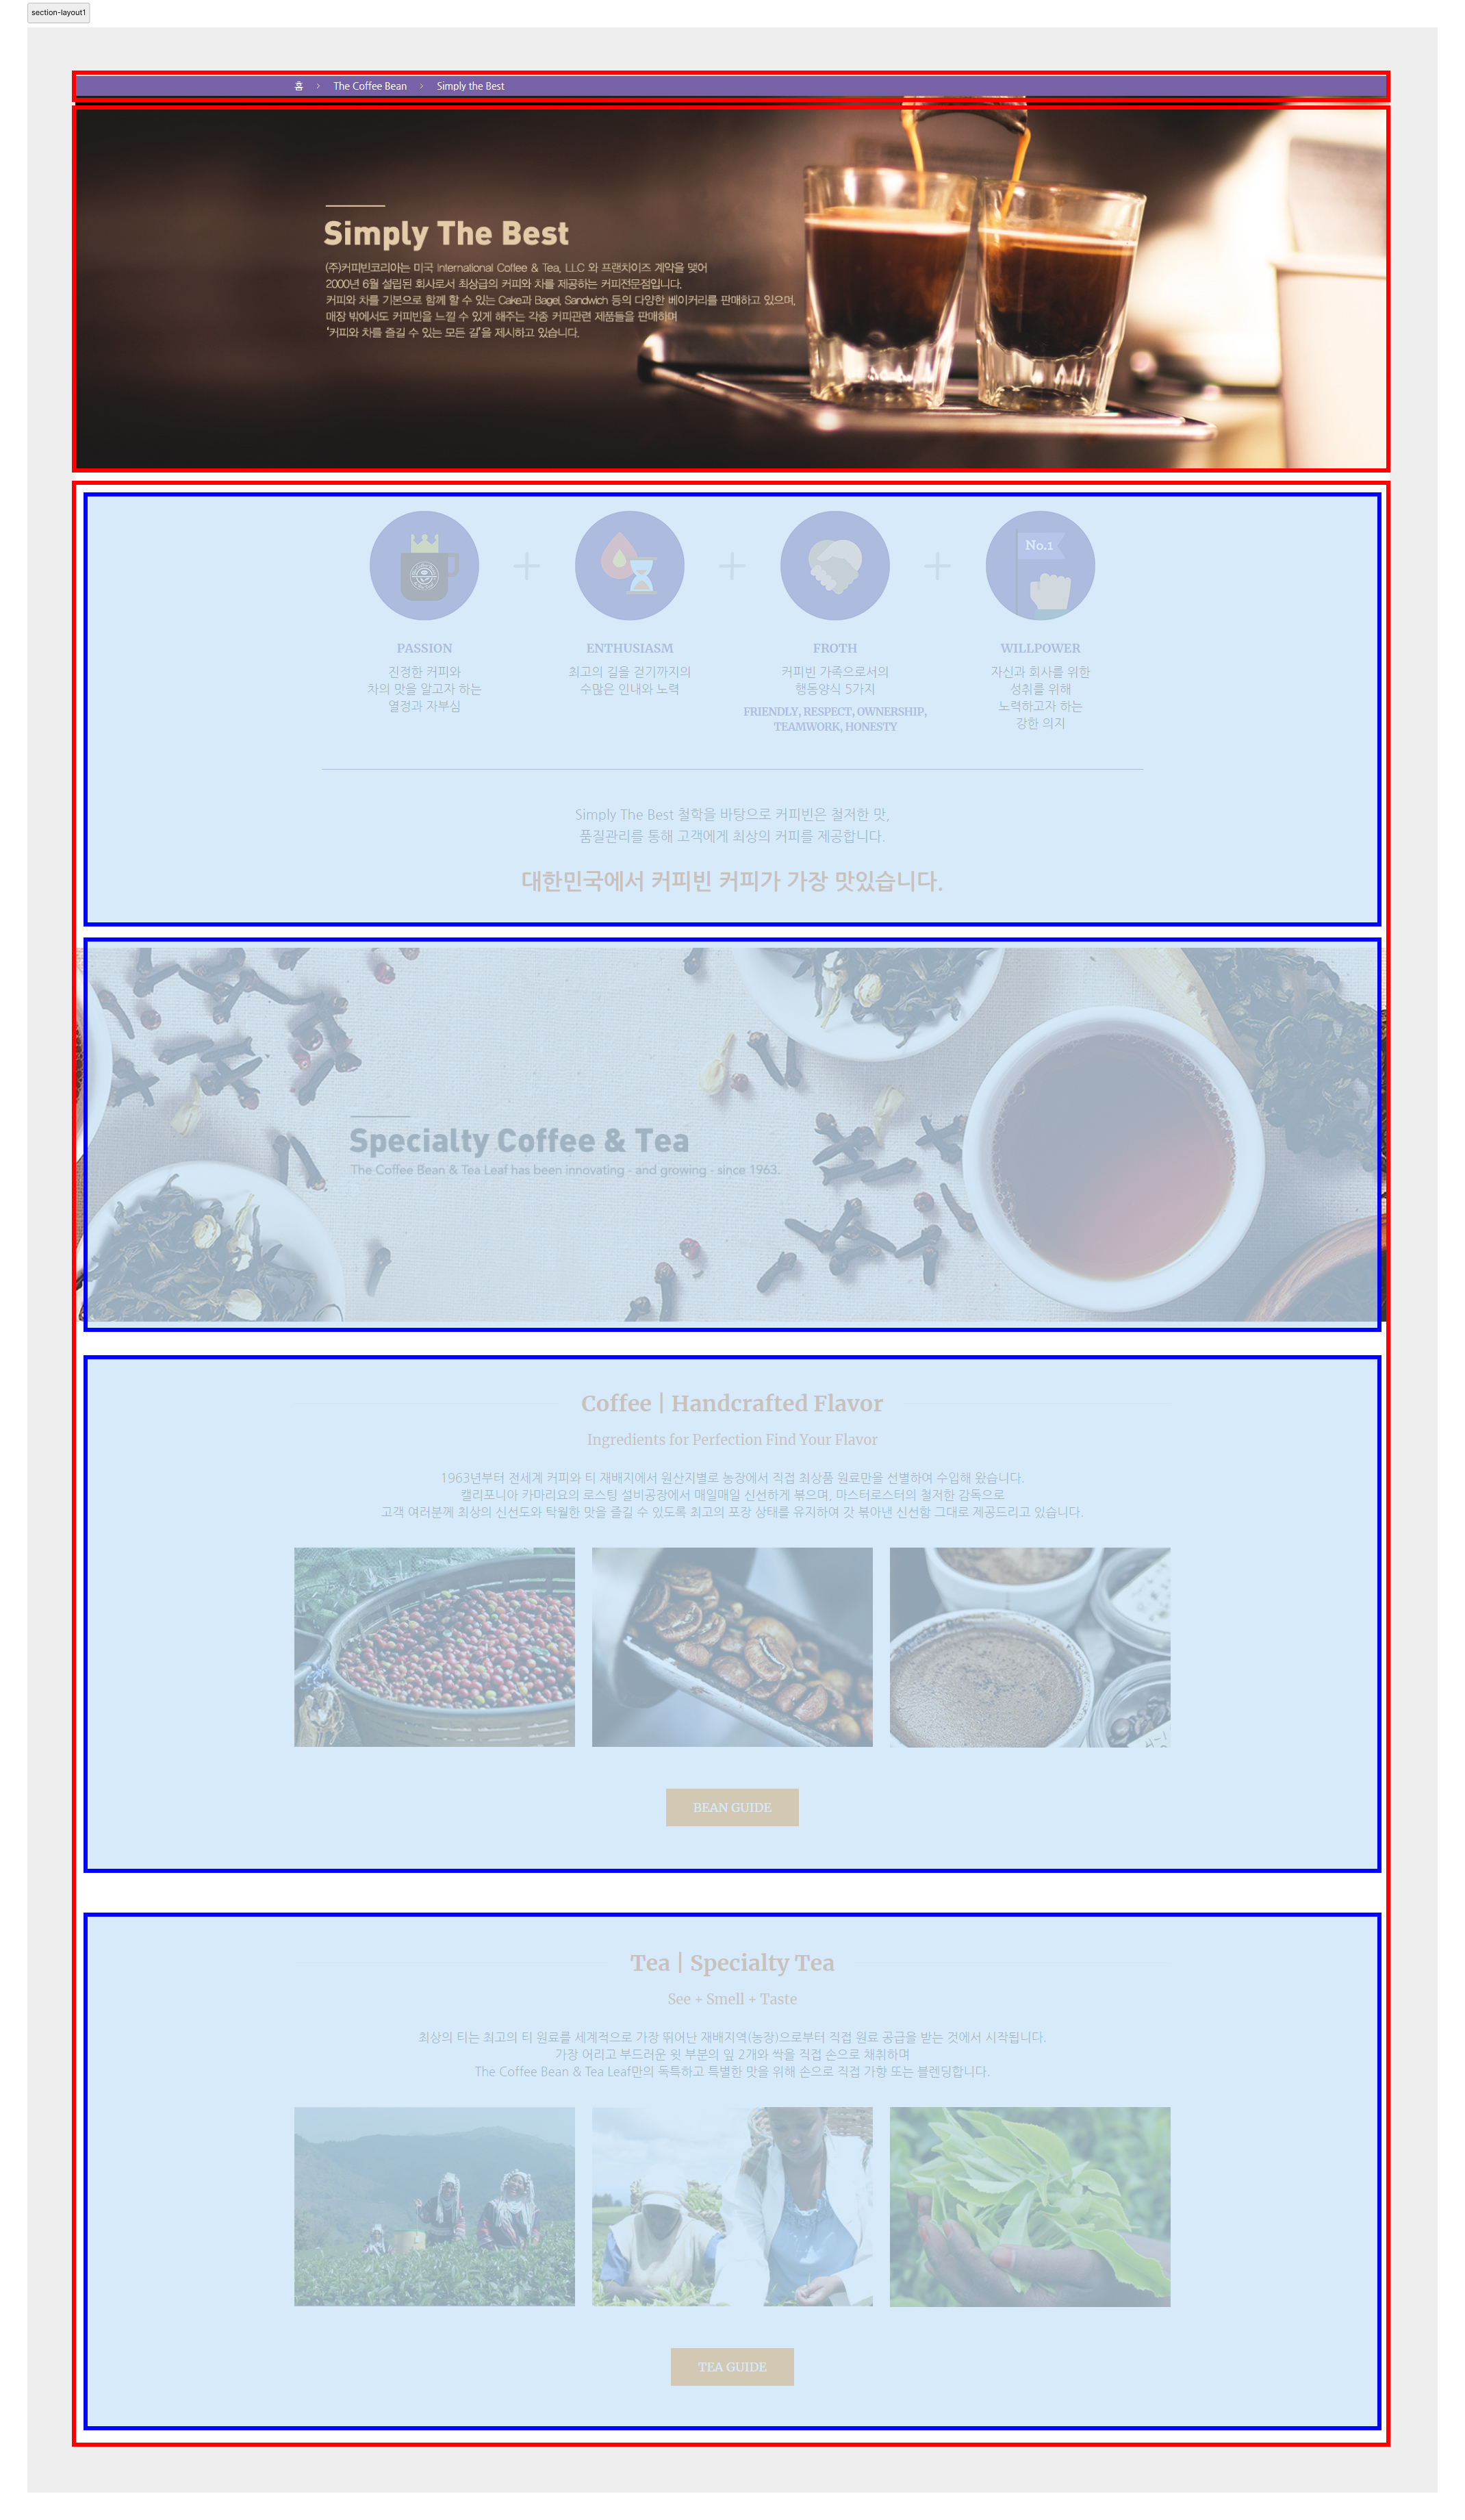 section-layout1
홈 > The Coffee Bean > Simply the Best
Simply The Best
(주)커피빈코리아는 미국 International Coffee & Tea, LLC 와 프랜차이즈 계약을 맺어
2000년 6월 설립된 회사로서 최상급의 커피와 차를 제공하는 커피전문점입니다.
커피와 차를 기본으로 함께 할 수 있는 Cake과 Bagel, Sandwich 등의 다양한 베이커리를 판매하고 있으며,
매장 밖에서도 커피빈을 느낄 수 있게 해주는 각종 커피관련 제품들을 판매하며
'커피와 차를 즐길 수 있는 모든 길'을 제시하고 있습니다.
No.1
PASSION
진정한 커피와
차의 맛을 알고자 하는
열정과 자부심
ENTHUSIASM
최고의 길을 걷기까지의
수많은 인내와 노력
FROTH
커피빈 가족으로서의
행동양식 5가지
FRIENDLY, RESPECT, OWNERSHIP,
TEAMWORK, HONESTY
WILLPOWER
자신과 회사를 위한
성취를 위해
노력하고자 하는
강한 의지
Simply The Best 철학을 바탕으로 커피빈은 철저한 맛,
품질관리를 통해 고객에게 최상의 커피를 제공합니다.
대한민국에서 커피빈 커피가 가장 맛있습니다.
Specialty Coffee & Tea
The Coffee Bean & Tea Leaf has been innovating - and growing - since 1963.
Coffee | Handcrafted Flavor
Ingredients for Perfection Find Your Flavor
1963년부터 전세계 커피와 티 재배지에서 원산지별로 농장에서 직접 최상품 원료만을 선별하여 수입해 왔습니다.
캘리포니아 카마리요의 로스팅 설비공장에서 매일매일 신선하게 볶으며, 마스터로스터의 철저한 감독으로
고객 여러분께 최상의 신선도와 탁월한 맛을 즐길 수 있도록 최고의 포장 상태를 유지하여 갓 볶아낸 신선함 그대로 제공드리고 있습니다.
BEAN GUIDE
Tea | Specialty Tea
See + Smell + Taste
최상의 티는 최고의 티 원료를 세계적으로 가장 뛰어난 재배지역(농장)으로부터 직접 원료 공급을 받는 것에서 시작됩니다.
가장 어리고 부드러운 윗 부분의 잎 2개와 싹을 직접 손으로 채취하며
The Coffee Bean & Tea Leaf만의 독특하고 특별한 맛을 위해 손으로 직접 가향 또는 블렌딩합니다.
TEA GUIDE